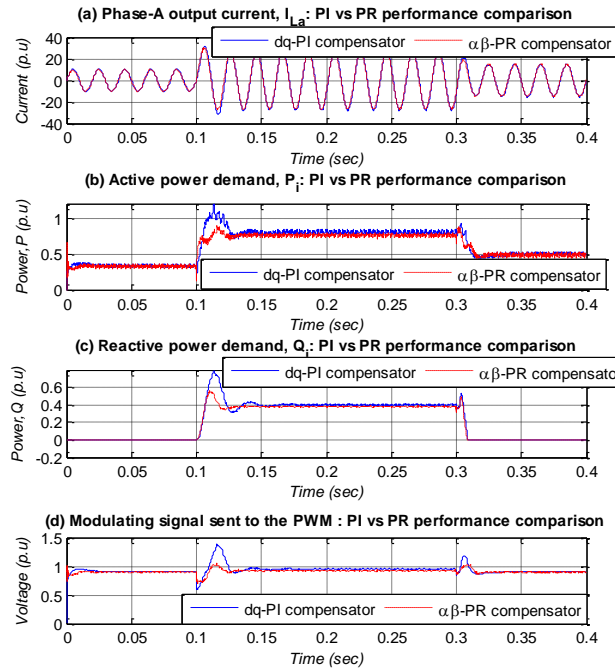 (a) Phase-A output current, I_La: PI vs PR performance comparison
40
20
0
-20
-40
Current (p.u)
dq-PI compensator
αβ-PR compensator
0 0.05 0.1 0.15 0.2 0.25 0.3 0.35 0.4
Time (sec)
(b) Active power demand, P_i: PI vs PR performance comparison
1
0.5
0
Power,P (p.u)
dq-PI compensator
αβ-PR compensator
0 0.05 0.1 0.15 0.2 0.25 0.3 0.35 0.4
Time (sec)
(c) Reactive power demand, Q_i: PI vs PR performance comparison
0.6
0.4
0.2
0
-0.2
Power,Q (p.u)
dq-PI compensator
αβ-PR compensato
0 0.05 0.1 0.15 0.2 0.25 0.3 0.35 0.4
Time (sec)
(d) Modulating signal sent to the PWM : PI vs PR performance comparison
1.5
1
0.5
0
Voltage (p.u)
dq-PI compensator
αβ-PR compensator
0 0.05 0.1 0.15 0.2 0.25 0.3 0.35 0.4
Time (sec)